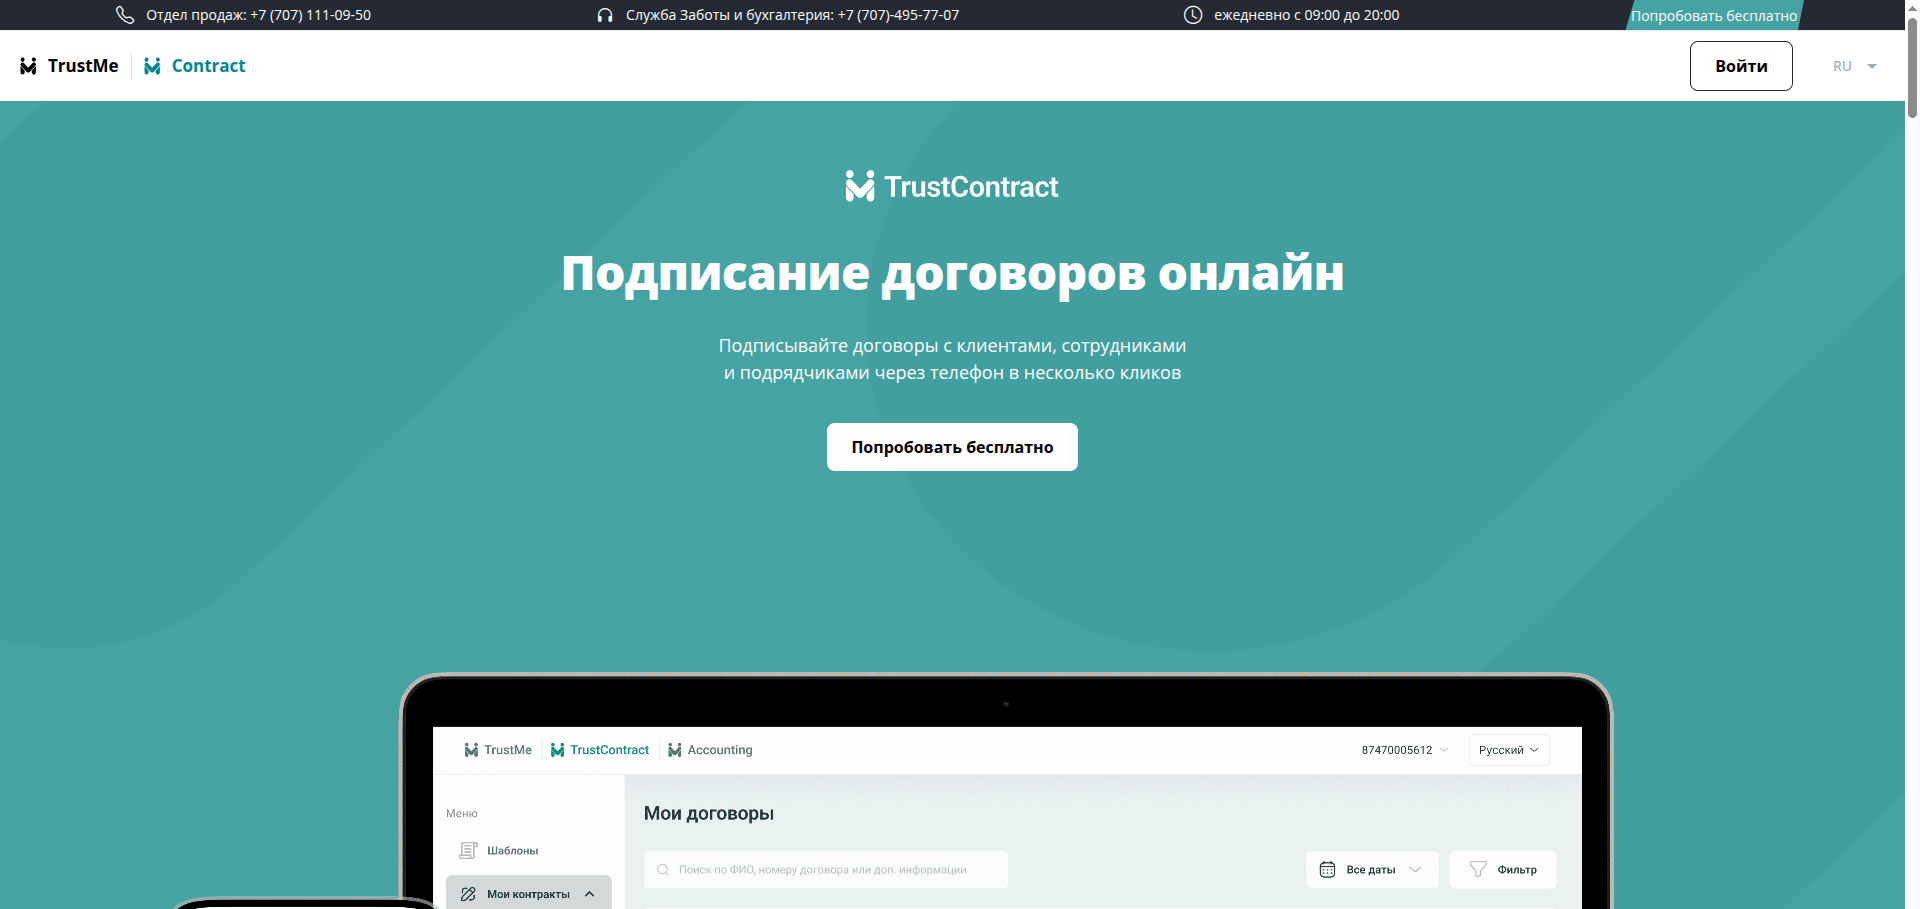 Отдел продаж: +7 (707) 111-09-50
Служба Заботы и бухгалтерия: +7 (707)-495-77-07
ежедневно с 09:00 до 20:00
Попробовать бесплатно
TrustMe
Contract
Войти
RU
TrustContract
Подписание договоров онлайн
Подписывайте договоры с клиентами, сотрудниками
и подрядчиками через телефон в несколько кликов
Попробовать бесплатно
TrustMe
TrustContract
Accounting
87470005612
Русский
Меню
Мои договоры
Шаблоны
Поиск по ФИО, номеру договора или доп. информации
Все даты
Фильтр
Мои контракты